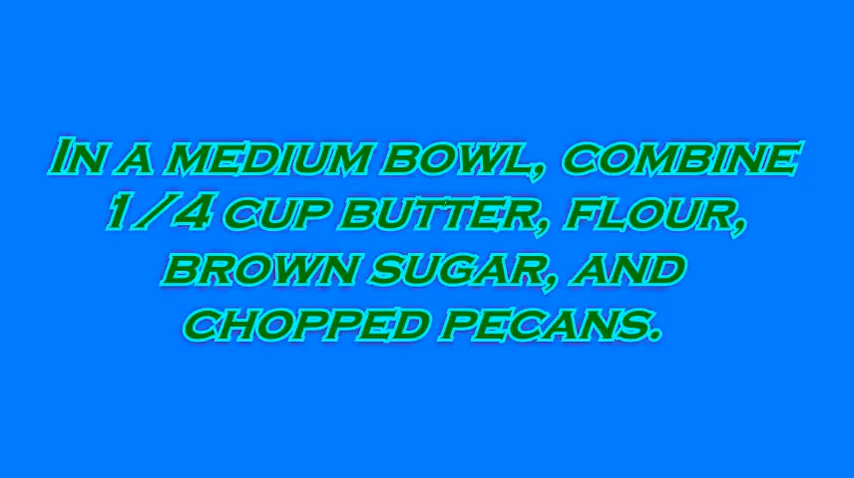 In a medium bowl, combine
1/4 cup butter, flour,
brown sugar, and
chopped pecans.